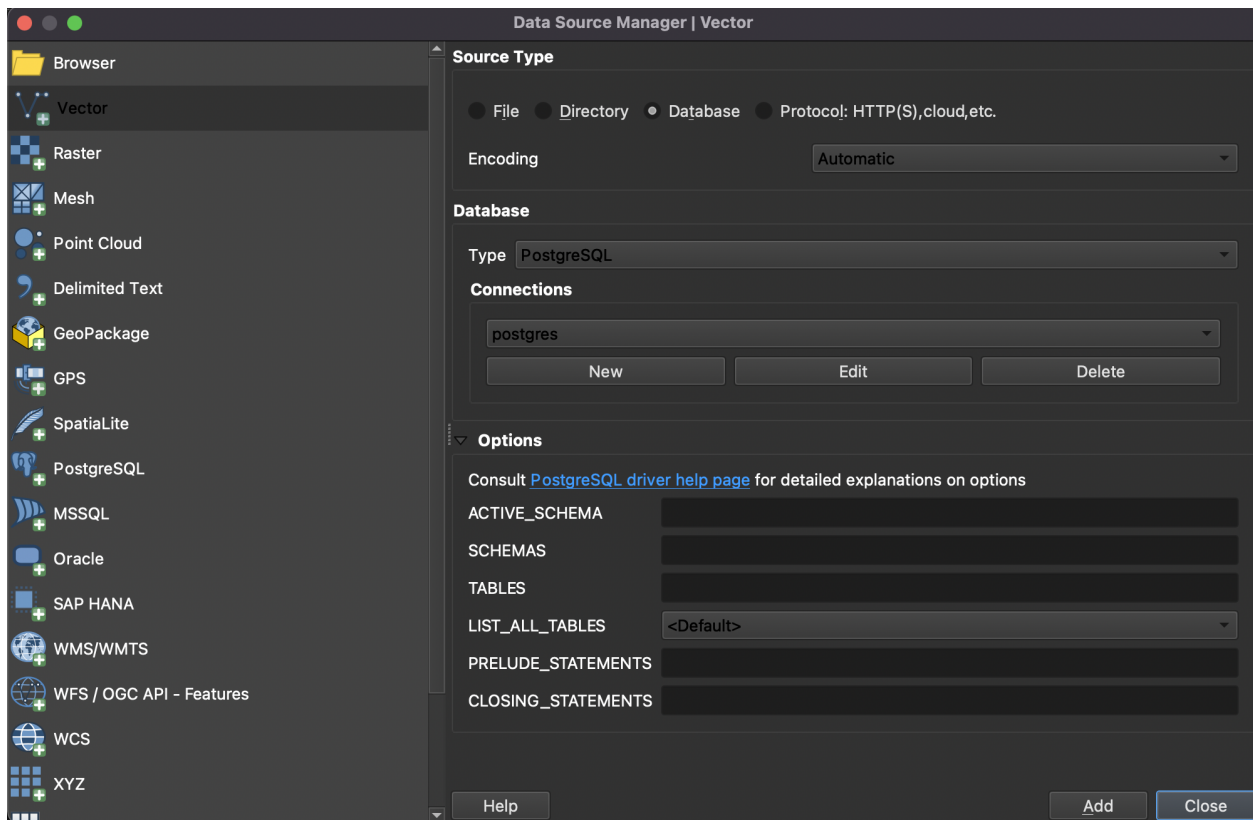 Data Source Manager | Vector
Browser
Vector
Raster
Mesh
Point Cloud
Delimited Text
GeoPackage
GPS
SpatiaLite
PostgreSQL
MSSQL
Oracle
SAP HANA
WMS/WMTS
WFS / OGC API - Features
WCS
XYZ
Source Type
File Directory Database Protocol: HTTP(S),cloud,etc.
Encoding Automatic
Database
Type PostgreSQL
Connections
postgres
New Edit Delete
Options
Consult PostgreSQL driver help page for detailed explanations on options
ACTIVE_SCHEMA
SCHEMAS
TABLES
LIST_ALL_TABLES <Default>
PRELUDE_STATEMENTS
CLOSING_STATEMENTS
Help Add Close